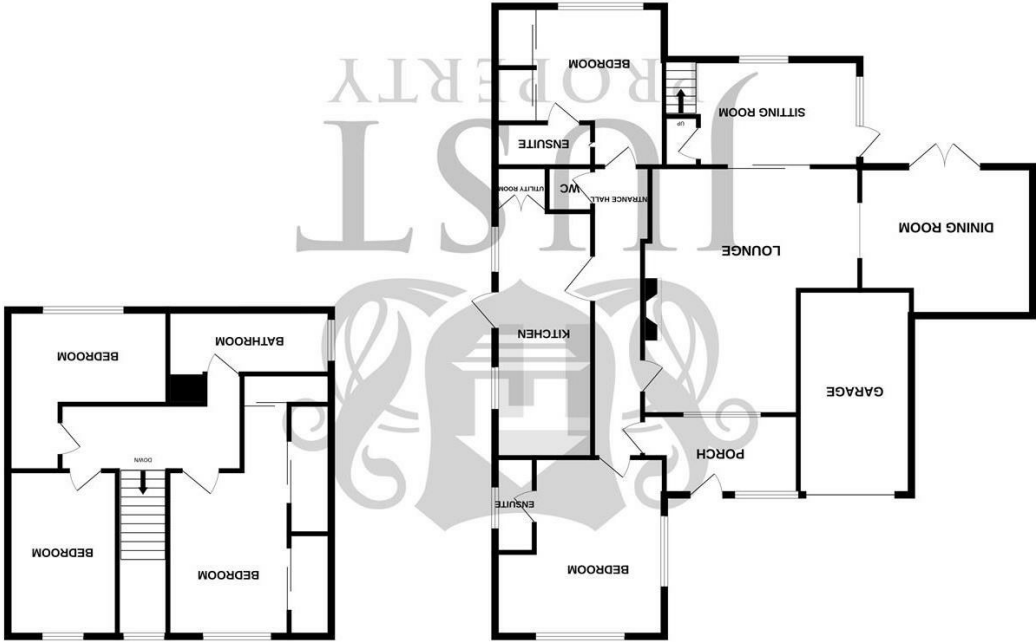 BEDROOM
ENSUITE
PORCH
GARAGE
KITCHEN
LOUNGE
DINING ROOM
NTRANCE HALL
WC
UTILITY ROOM
ENSUITE
SITTING ROOM
UP
BEDROOM
BEDROOM
BEDROOM
DOWN
BEDROOM
BATHROOM
JUST
PROPERTY